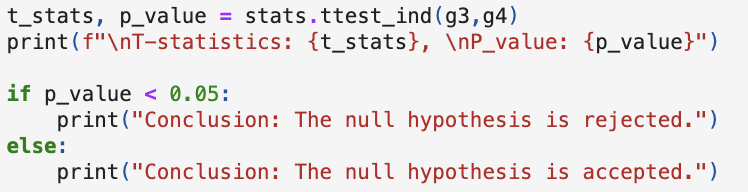 t_stats, p_value = stats.ttest_ind(g3,g4)
print(f"\nT-statistics: {t_stats}, \nP_value: {p_value}")
if p_value < 0.05:
    print("Conclusion: The null hypothesis is rejected.")
else:
    print("Conclusion: The null hypothesis is accepted.")